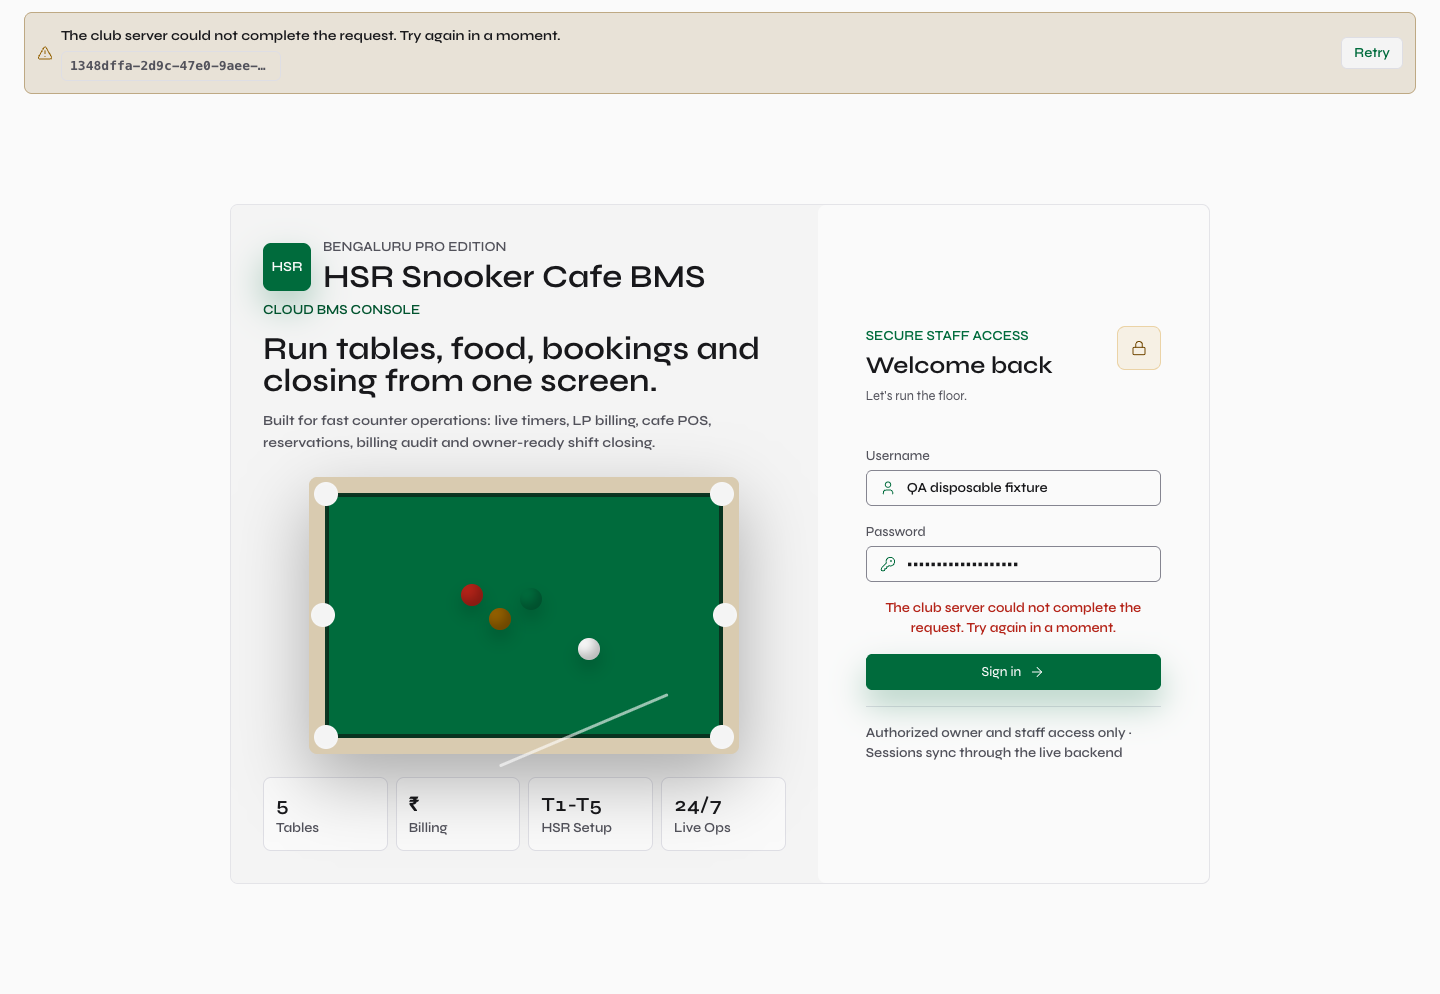 The club server could not complete the request. Try again in a moment.
1348dffa-2d9c-47e0-9aee-…
Retry
HSR
BENGALURU PRO EDITION
HSR Snooker Cafe BMS
CLOUD BMS CONSOLE
Run tables, food, bookings and
closing from one screen.
Built for fast counter operations: live timers, LP billing, cafe POS,
reservations, billing audit and owner-ready shift closing.
5
Tables
₹
Billing
T1-T5
HSR Setup
24/7
Live Ops
SECURE STAFF ACCESS
Welcome back
Let's run the floor.
Username
QA disposable fixture
Password
The club server could not complete the
request. Try again in a moment.
Sign in
Authorized owner and staff access only ·
Sessions sync through the live backend